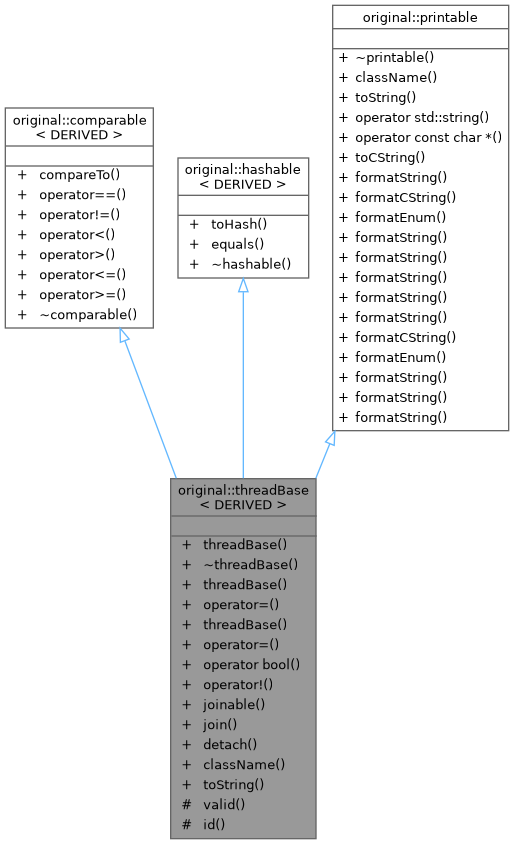 original::printable
+ ~printable()
+ className()
+ toString()
+ operator std::string()
+ operator const char *()
+ toCString()
+ formatString()
+ formatCString()
+ formatEnum()
+ formatString()
+ formatString()
+ formatString()
+ formatString()
+ formatString()
+ formatCString()
+ formatEnum()
+ formatString()
+ formatString()
+ formatString()
original::comparable
< DERIVED >
+ compareTo()
+ operator==()
+ operator!=()
+ operator<()
+ operator>()
+ operator<=()
+ operator>=()
+ ~comparable()
original::hashable
< DERIVED >
+ toHash()
+ equals()
+ ~hashable()
original::threadBase
< DERIVED >
+ threadBase()
+ ~threadBase()
+ threadBase()
+ operator=()
+ threadBase()
+ operator=()
+ operator bool()
+ operator!()
+ joinable()
+ join()
+ detach()
+ className()
+ toString()
# valid()
# id()